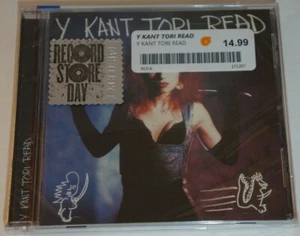 Y KANT TORI READ
RECORD
STORE
DAY
Y KANT TORI READ
Y KANT TORI READ
14.99
ROCK
Y KANT TORI READ